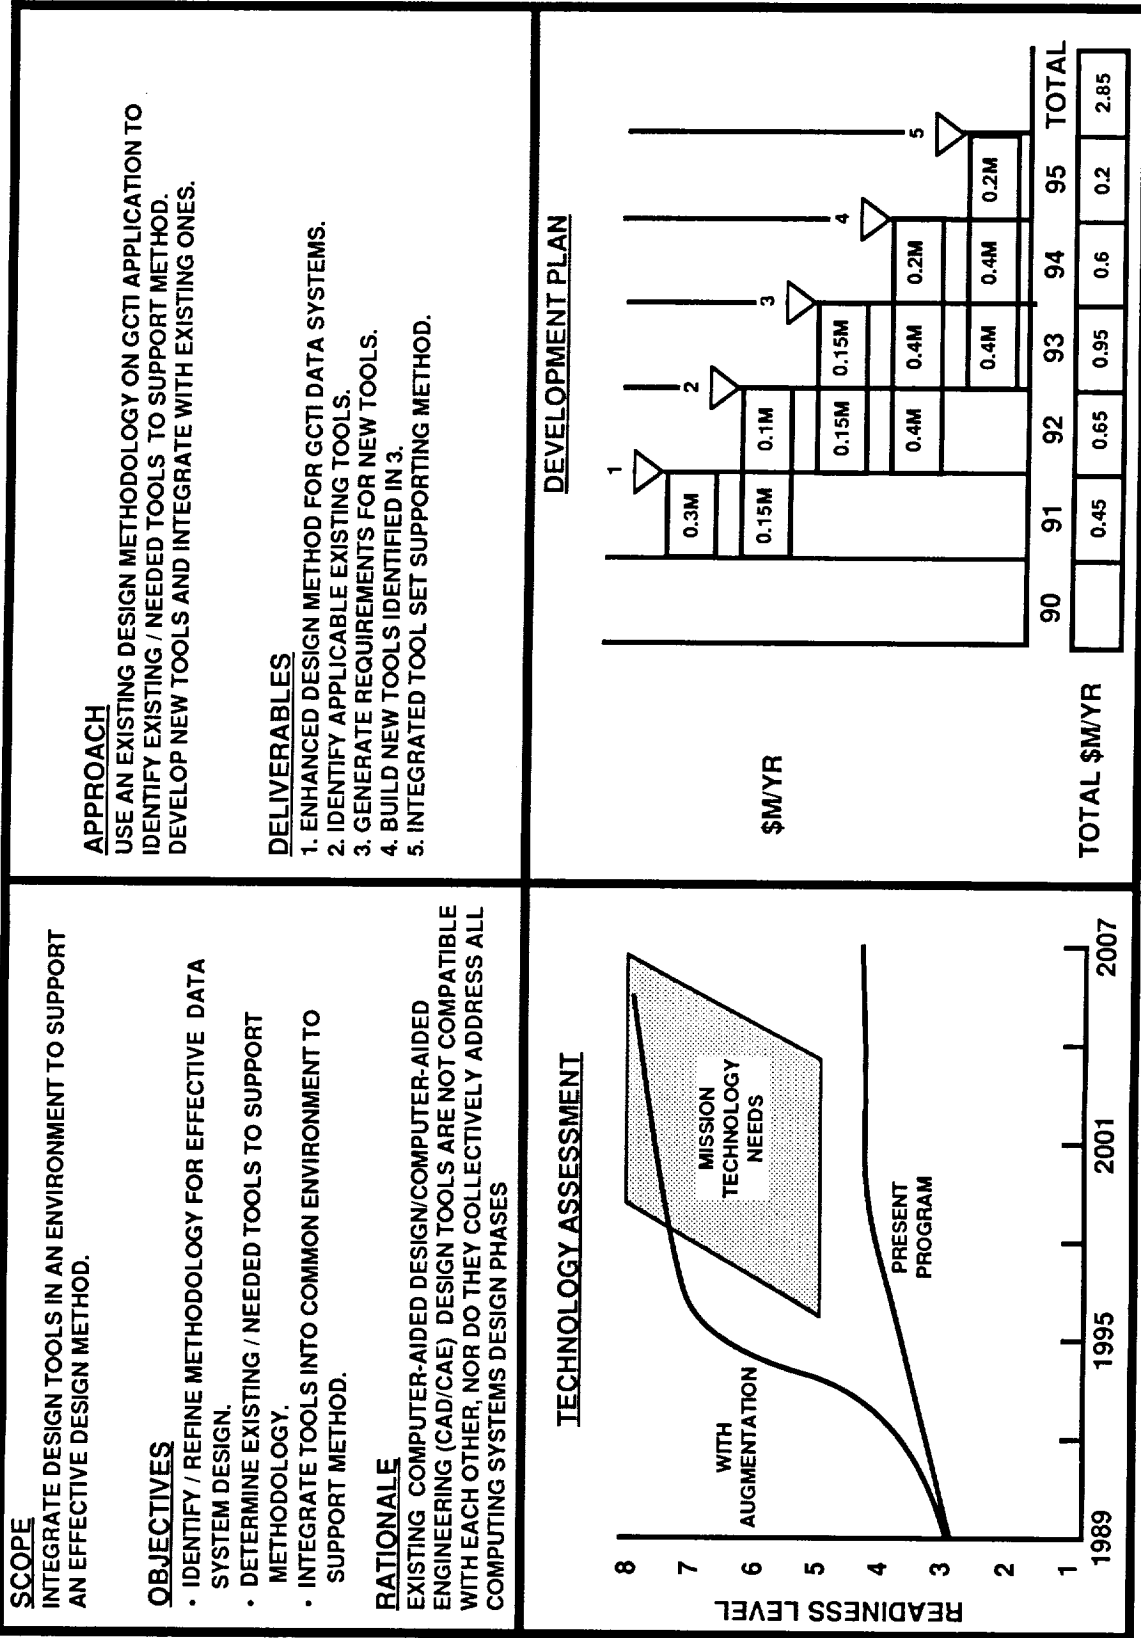 SCOPE
INTEGRATE DESIGN TOOLS IN AN ENVIRONMENT TO SUPPORT
AN EFFECTIVE DESIGN METHOD.
OBJECTIVES
· IDENTIFY / REFINE METHODOLOGY FOR EFFECTIVE DATA
SYSTEM DESIGN.
· DETERMINE EXISTING / NEEDED TOOLS TO SUPPORT
METHODOLOGY.
· INTEGRATE TOOLS INTO COMMON ENVIRONMENT TO
SUPPORT METHOD.
RATIONALE
EXISTING COMPUTER-AIDED DESIGN/COMPUTER-AIDED
ENGINEERING (CAD/CAE) DESIGN TOOLS ARE NOT COMPATIBLE
WITH EACH OTHER, NOR DO THEY COLLECTIVELY ADDRESS ALL
COMPUTING SYSTEMS DESIGN PHASES
APPROACH
USE AN EXISTING DESIGN METHODOLOGY ON GCTI APPLICATION TO
IDENTIFY EXISTING / NEEDED TOOLS TO SUPPORT METHOD.
DEVELOP NEW TOOLS AND INTEGRATE WITH EXISTING ONES.
DELIVERABLES
1. ENHANCED DESIGN METHOD FOR GCTI DATA SYSTEMS.
2. IDENTIFY APPLICABLE EXISTING TOOLS.
3. GENERATE REQUIREMENTS FOR NEW TOOLS.
4. BUILD NEW TOOLS IDENTIFIED IN 3.
5. INTEGRATED TOOL SET SUPPORTING METHOD.
TECHNOLOGY ASSESSMENT
READINESS LEVEL
8
7
6
5
4
3
2
1
WITH
AUGMENTATION
MISSION
TECHNOLOGY
NEEDS
PRESENT
PROGRAM
1989 1995 2001 2007
DEVELOPMENT PLAN
1
2
3
4
5
0.3M
0.15M 0.1M
$M/YR
0.15M 0.15M
0.4M 0.4M 0.2M
0.4M 0.4M 0.2M
90 91 92 93 94 95 TOTAL
TOTAL $M/YR 0.45 0.65 0.95 0.6 0.2 2.85